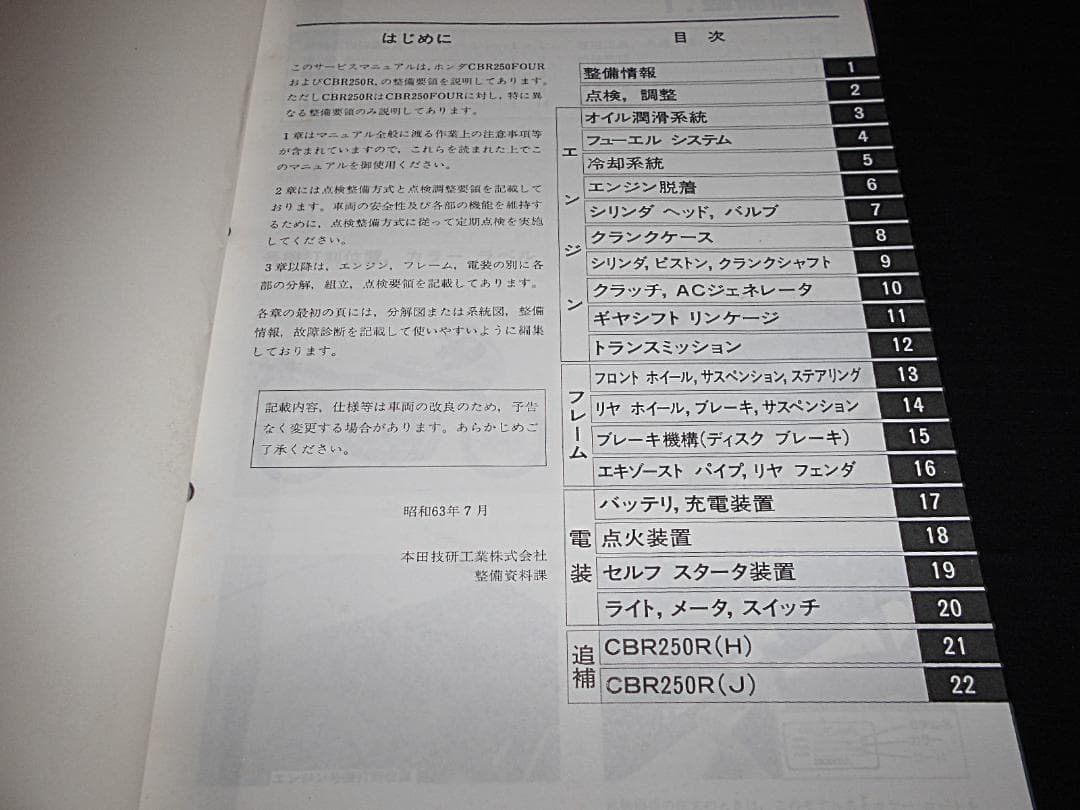 はじめに
このサービスマニュアルは、ホンダCBR250FOUR
およびCBR250R、の整備要領を説明してあります。
ただしCBR250RはCBR250FOURに対し、特に異
なる整備要領のみ説明してあります。
1章はマニュアル全般に渡る作業上の注意事項等
が含まれていますので、これらを読まれた上でこ
のマニュアルを御使用ください。
2章には点検整備方式と点検調整要領を記載して
おります。車両の安全性及び各部の機能を維持す
るために、点検整備方式に従って定期点検を実施
してください。
3章以降は、エンジン、フレーム、電装の別に各
部の分解、組立、点検要領を記載してあります。
各章の最初の頁には、分解図または系統図、整備
情報、故障診断を記載して使いやすいように編集
しております。
記載内容、仕様等は車両の改良のため、予告
なく変更する場合があります。あらかじめご
了承ください。
昭和63年7月
本田技研工業株式会社
整備資料課
目次
整備情報 1
点検，調整 2
エンジン
オイル潤滑系統 3
フューエル システム 4
冷却系統 5
エンジン脱着 6
シリンダ ヘッド，バルブ 7
クランクケース 8
シリンダ，ピストン，クランクシャフト 9
クラッチ，ACジェネレータ 10
ギヤシフト リンケージ 11
トランスミッション 12
フレーム
フロント ホイール，サスペンション，ステアリング 13
リヤ ホイール，ブレーキ，サスペンション 14
ブレーキ機構（ディスク ブレーキ） 15
エキゾースト パイプ，リヤ フェンダ 16
電装
バッテリ，充電装置 17
点火装置 18
セルフ スタータ装置 19
ライト，メータ，スイッチ 20
追補
CBR250R（H） 21
CBR250R（J） 22